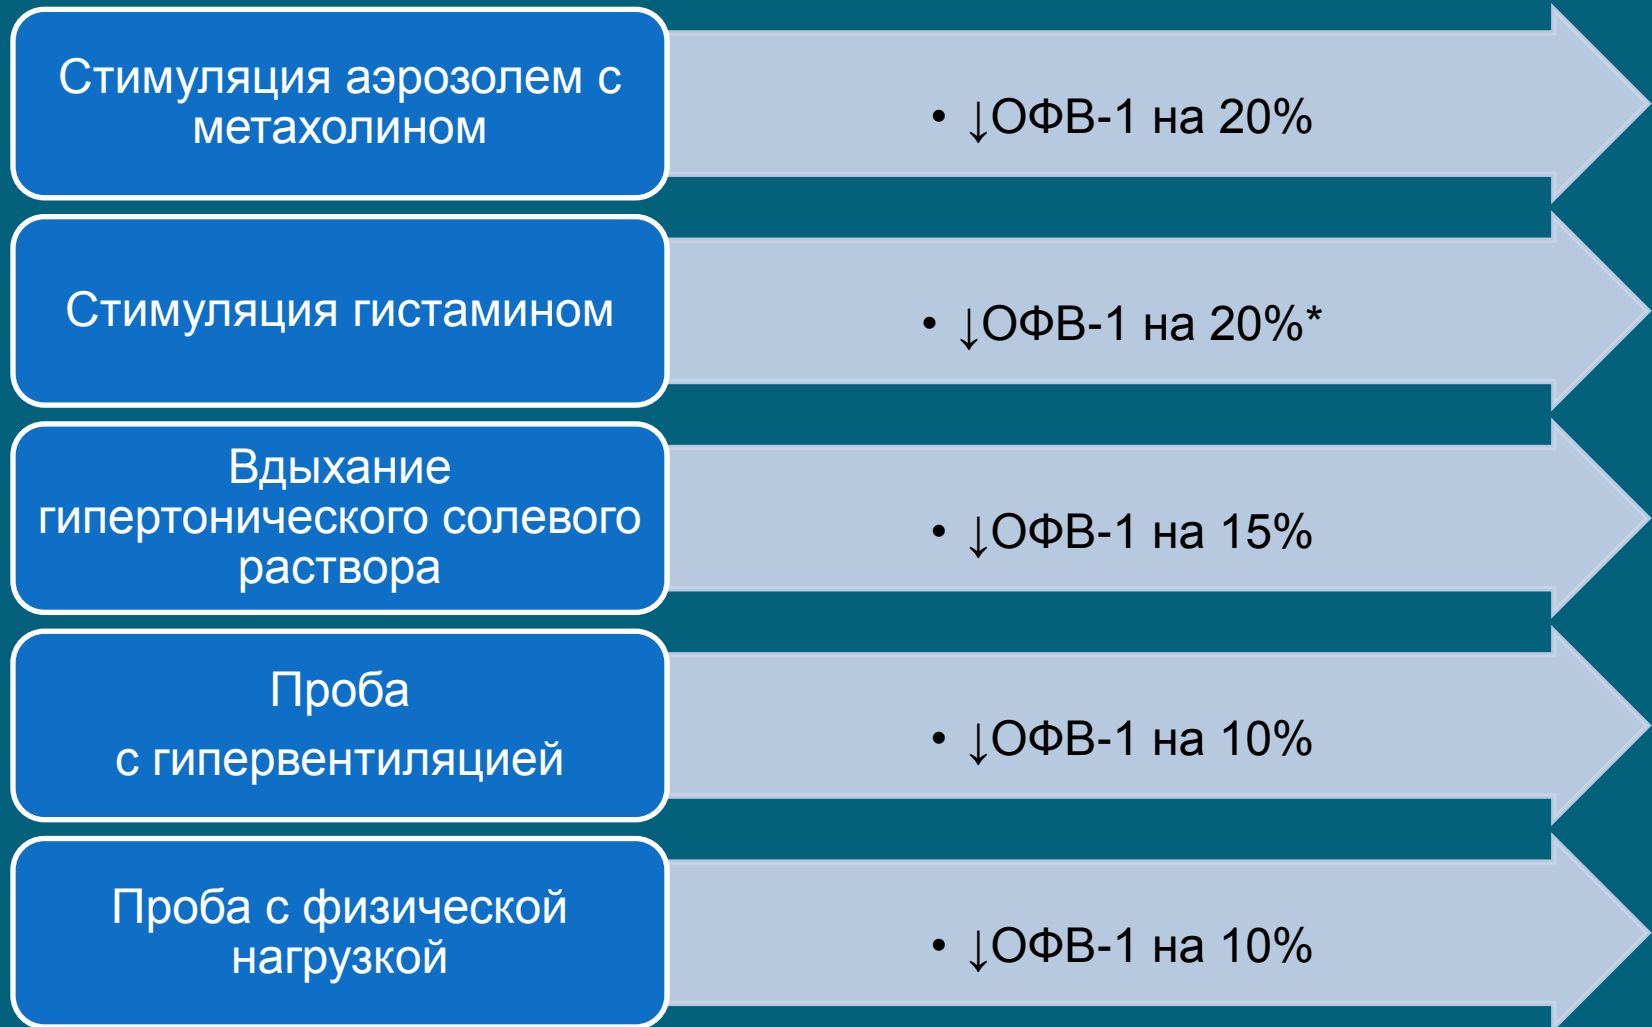 Стимуляция аэрозолем с
метахолином
• ↓ОФВ-1 на 20%
Стимуляция гистамином
• ↓ОФВ-1 на 20%*
Вдыхание
гипертонического солевого
раствора
• ↓ОФВ-1 на 15%
Проба
с гипервентиляцией
• ↓ОФВ-1 на 10%
Проба с физической
нагрузкой
• ↓ОФВ-1 на 10%